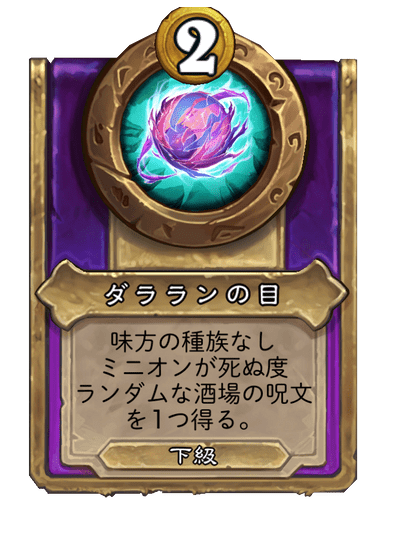 2
ダラランの目
味方の種族なし
ミニオンが死ぬ度
ランダムな酒場の呪文
を1つ得る。
下級